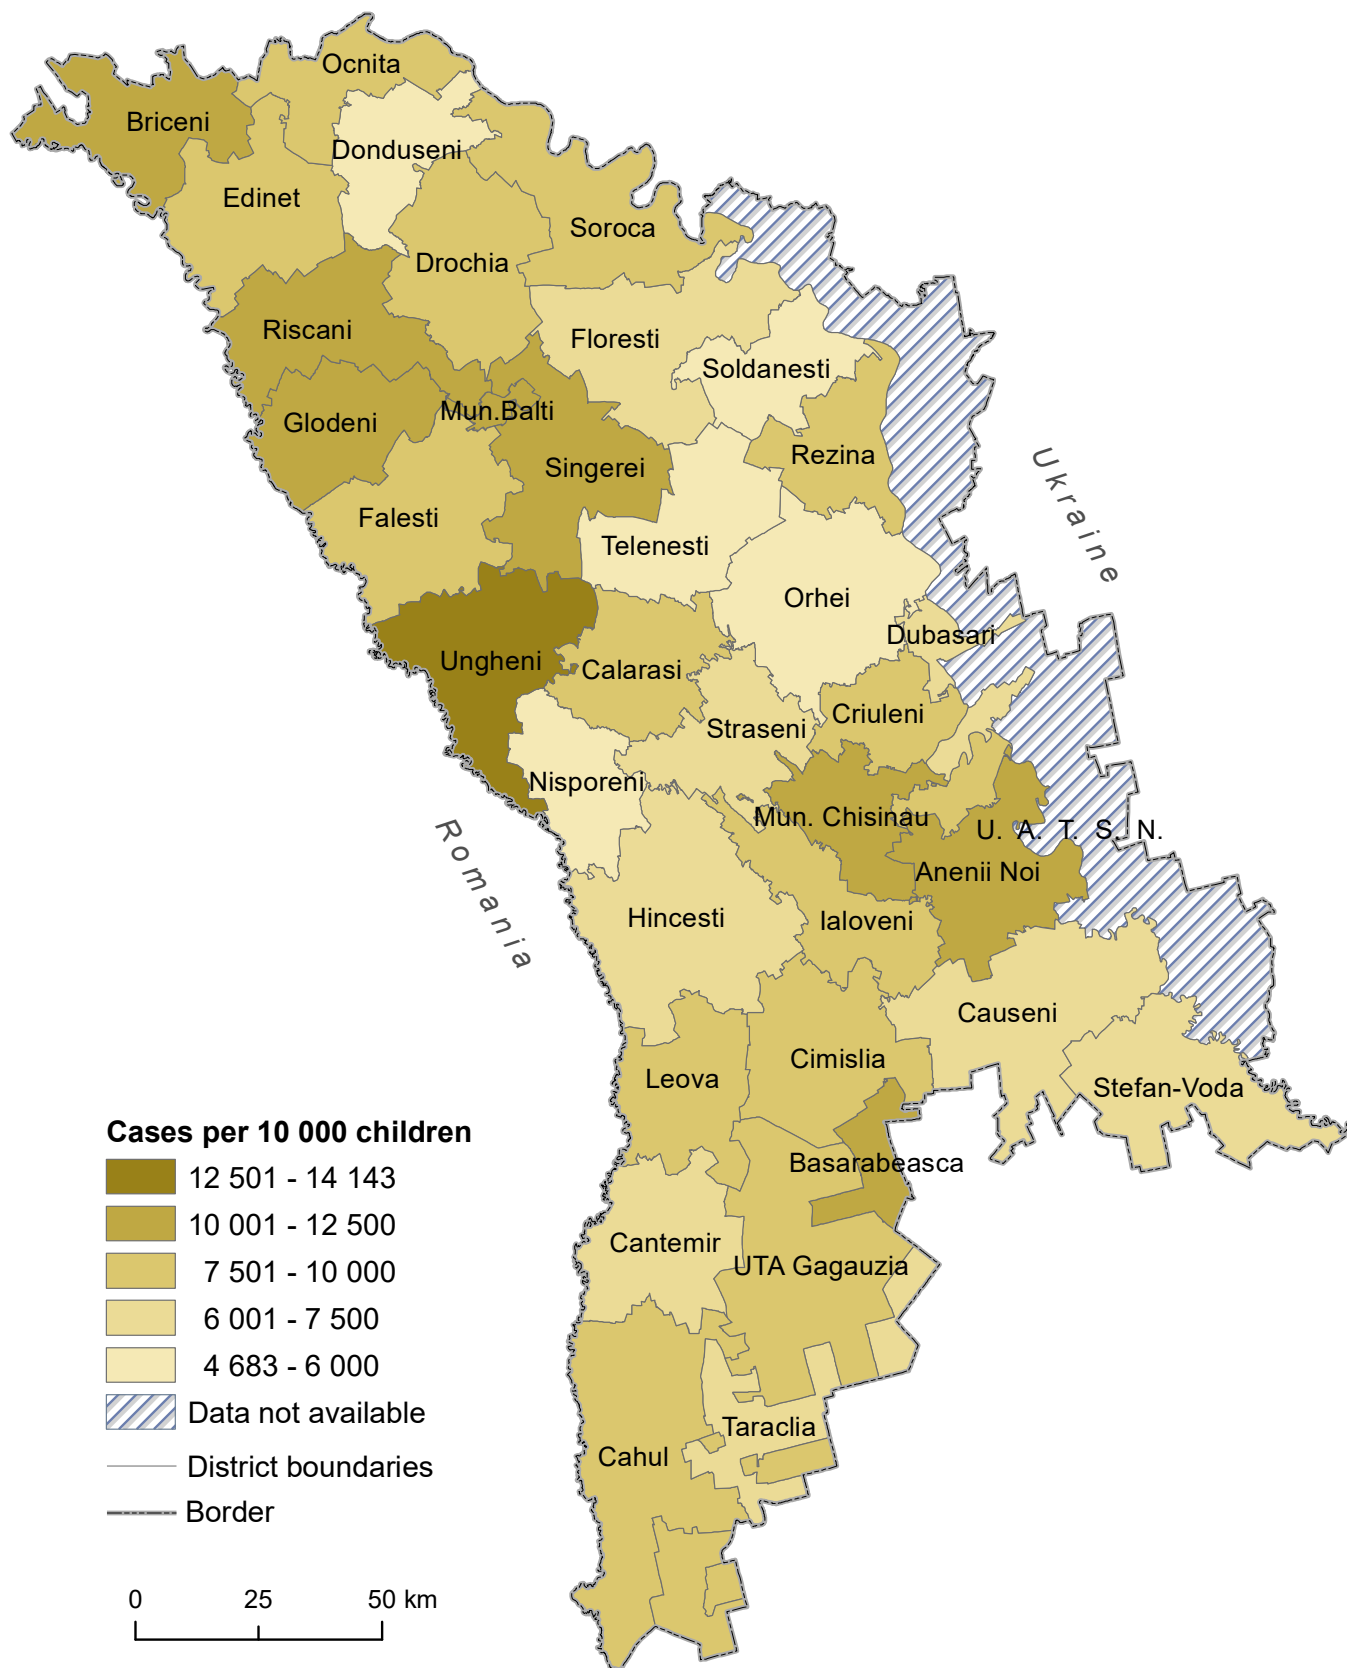 Ocnita
Briceni
Donduseni
Edinet
Soroca
Drochia
Riscani
Floresti
Soldanesti
Mun.Balti
Glodeni
Rezina
Singerei
Ukraine
Falesti
Telenesti
Orhei
Dubasari
Ungheni
Calarasi
Criuleni
Straseni
Nisporeni
Mun. Chisinau
U. A. T. S. N.
Romania
Anenii Noi
Hincesti
Ialoveni
Causeni
Cimislia
Leova
Stefan-Voda
Basarabeasca
Cantemir
UTA Gagauzia
Taraclia
Cahul
Cases per 10 000 children
12 501 - 14 143
10 001 - 12 500
7 501 - 10 000
6 001 - 7 500
4 683 - 6 000
Data not available
District boundaries
Border
0 25 50 km